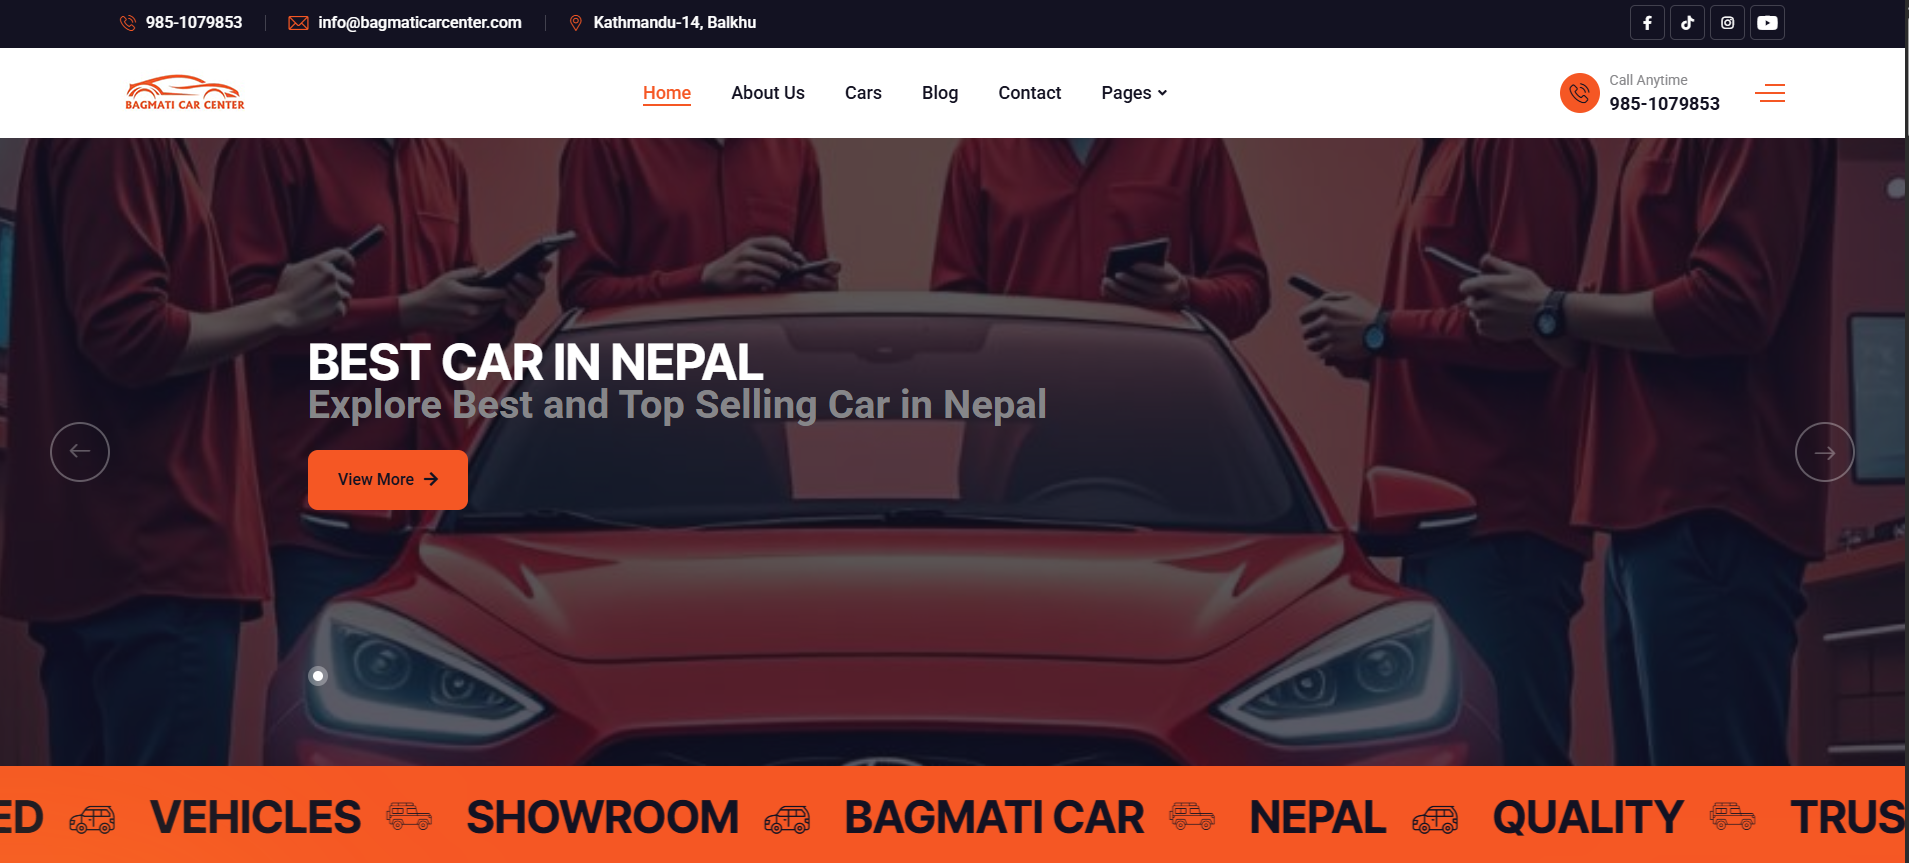 985-1079853
info@bagmaticarcenter.com
Kathmandu-14, Balkhu
BAGMATI CAR CENTER
Home
About Us
Cars
Blog
Contact
Pages
Call Anytime
985-1079853
BEST CAR IN NEPAL
Explore Best and Top Selling Car in Nepal
View More
ED VEHICLES SHOWROOM BAGMATI CAR NEPAL QUALITY TRUS